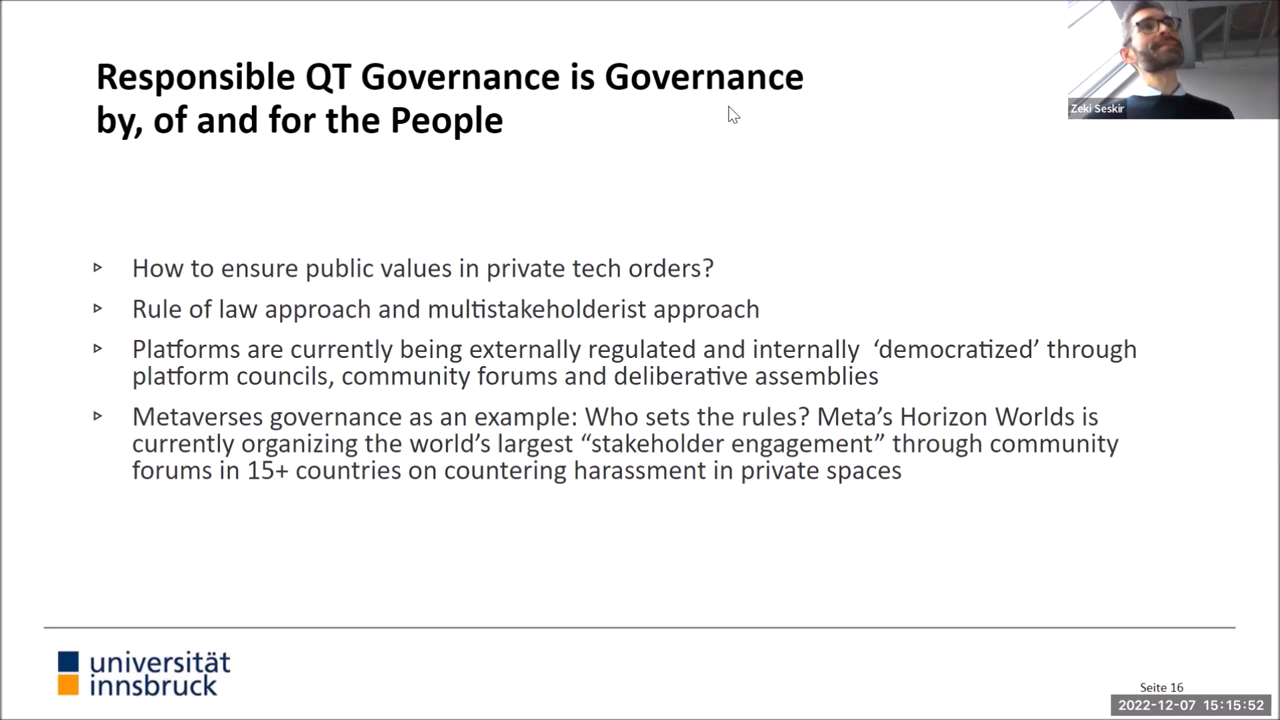 Responsible QT Governance is Governance
by, of and for the People
Zeki Seskir
▹ How to ensure public values in private tech orders?
▹ Rule of law approach and multistakeholderist approach
▹ Platforms are currently being externally regulated and internally ‘democratized’ through
platform councils, community forums and deliberative assemblies
▹ Metaverses governance as an example: Who sets the rules? Meta’s Horizon Worlds is
currently organizing the world’s largest “stakeholder engagement” through community
forums in 15+ countries on countering harassment in private spaces
universität
innsbruck
Seite 16
2022-12-07 15:15:52